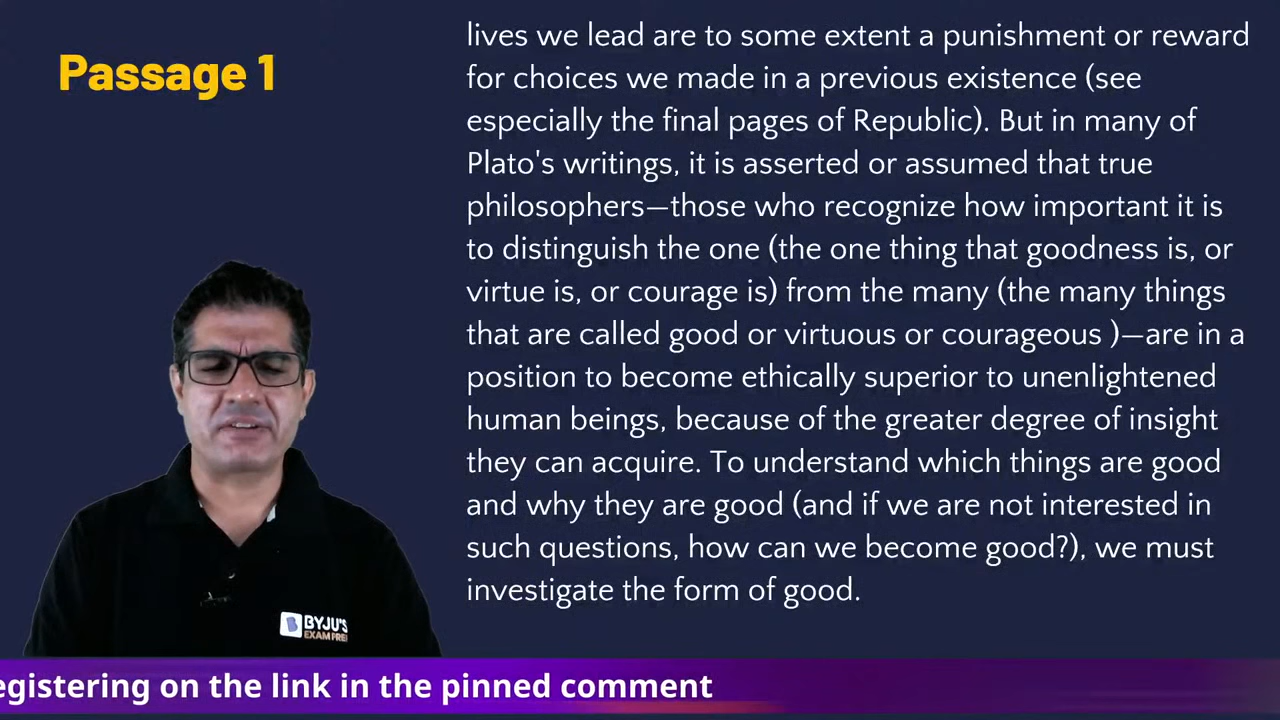 Passage 1
lives we lead are to some extent a punishment or reward
for choices we made in a previous existence (see
especially the final pages of Republic). But in many of
Plato's writings, it is asserted or assumed that true
philosophers—those who recognize how important it is
to distinguish the one (the one thing that goodness is, or
virtue is, or courage is) from the many (the many things
that are called good or virtuous or courageous )—are in a
position to become ethically superior to unenlightened
human beings, because of the greater degree of insight
they can acquire. To understand which things are good
and why they are good (and if we are not interested in
such questions, how can we become good?), we must
investigate the form of good.
BYJU'S
EXAM PREP
egistering on the link in the pinned comment